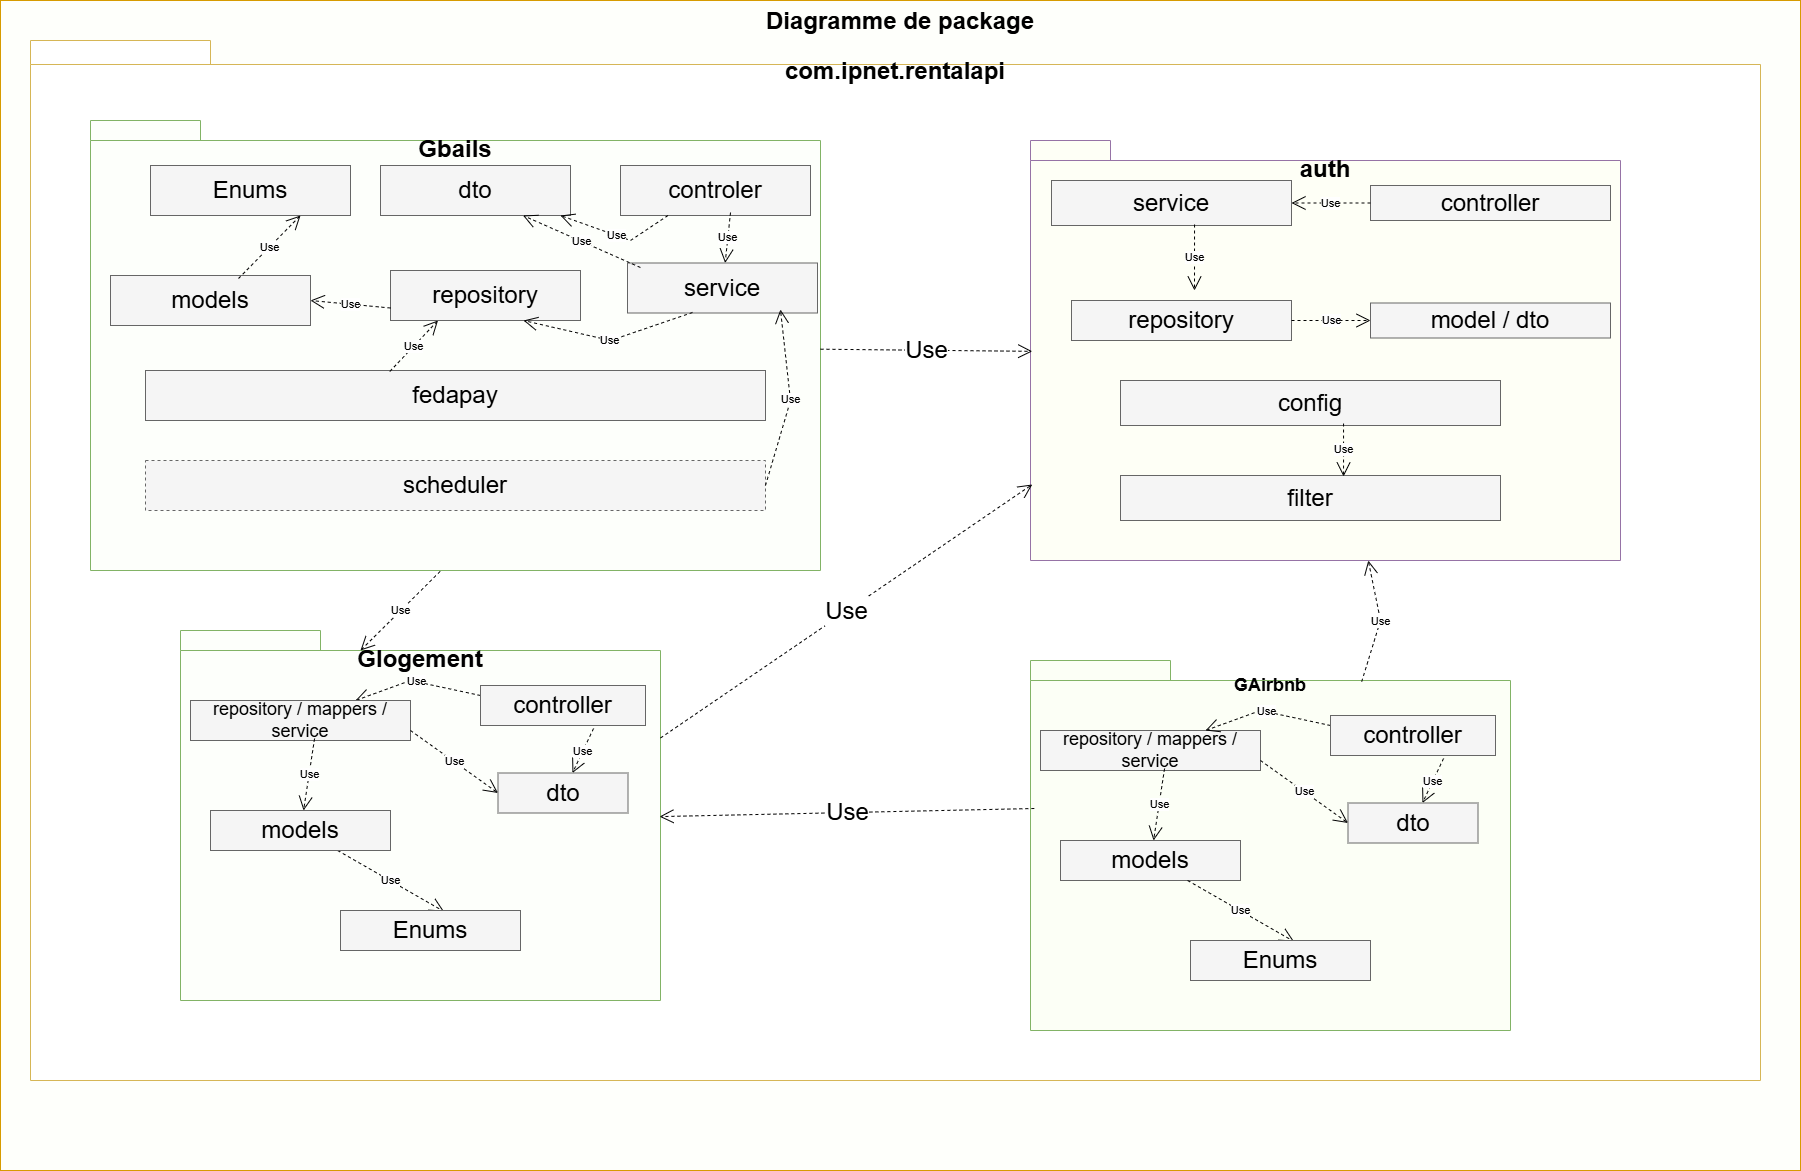 Diagramme de package
com.ipnet.rentalapi
Gbails
Enums
dto
controler
Use
Use
Use
Use
models
Use
repository
service
Use
Use
fedapay
Use
scheduler
Use
auth
service
Use
controller
Use
repository
Use
model / dto
config
Use
filter
Use
Use
Glogement
Use
controller
repository / mappers /
service
Use
Use
Use
dto
models
Use
Enums
Use
Use
GAirbnb
Use
controller
repository / mappers /
service
Use
Use
Use
dto
models
Use
Enums